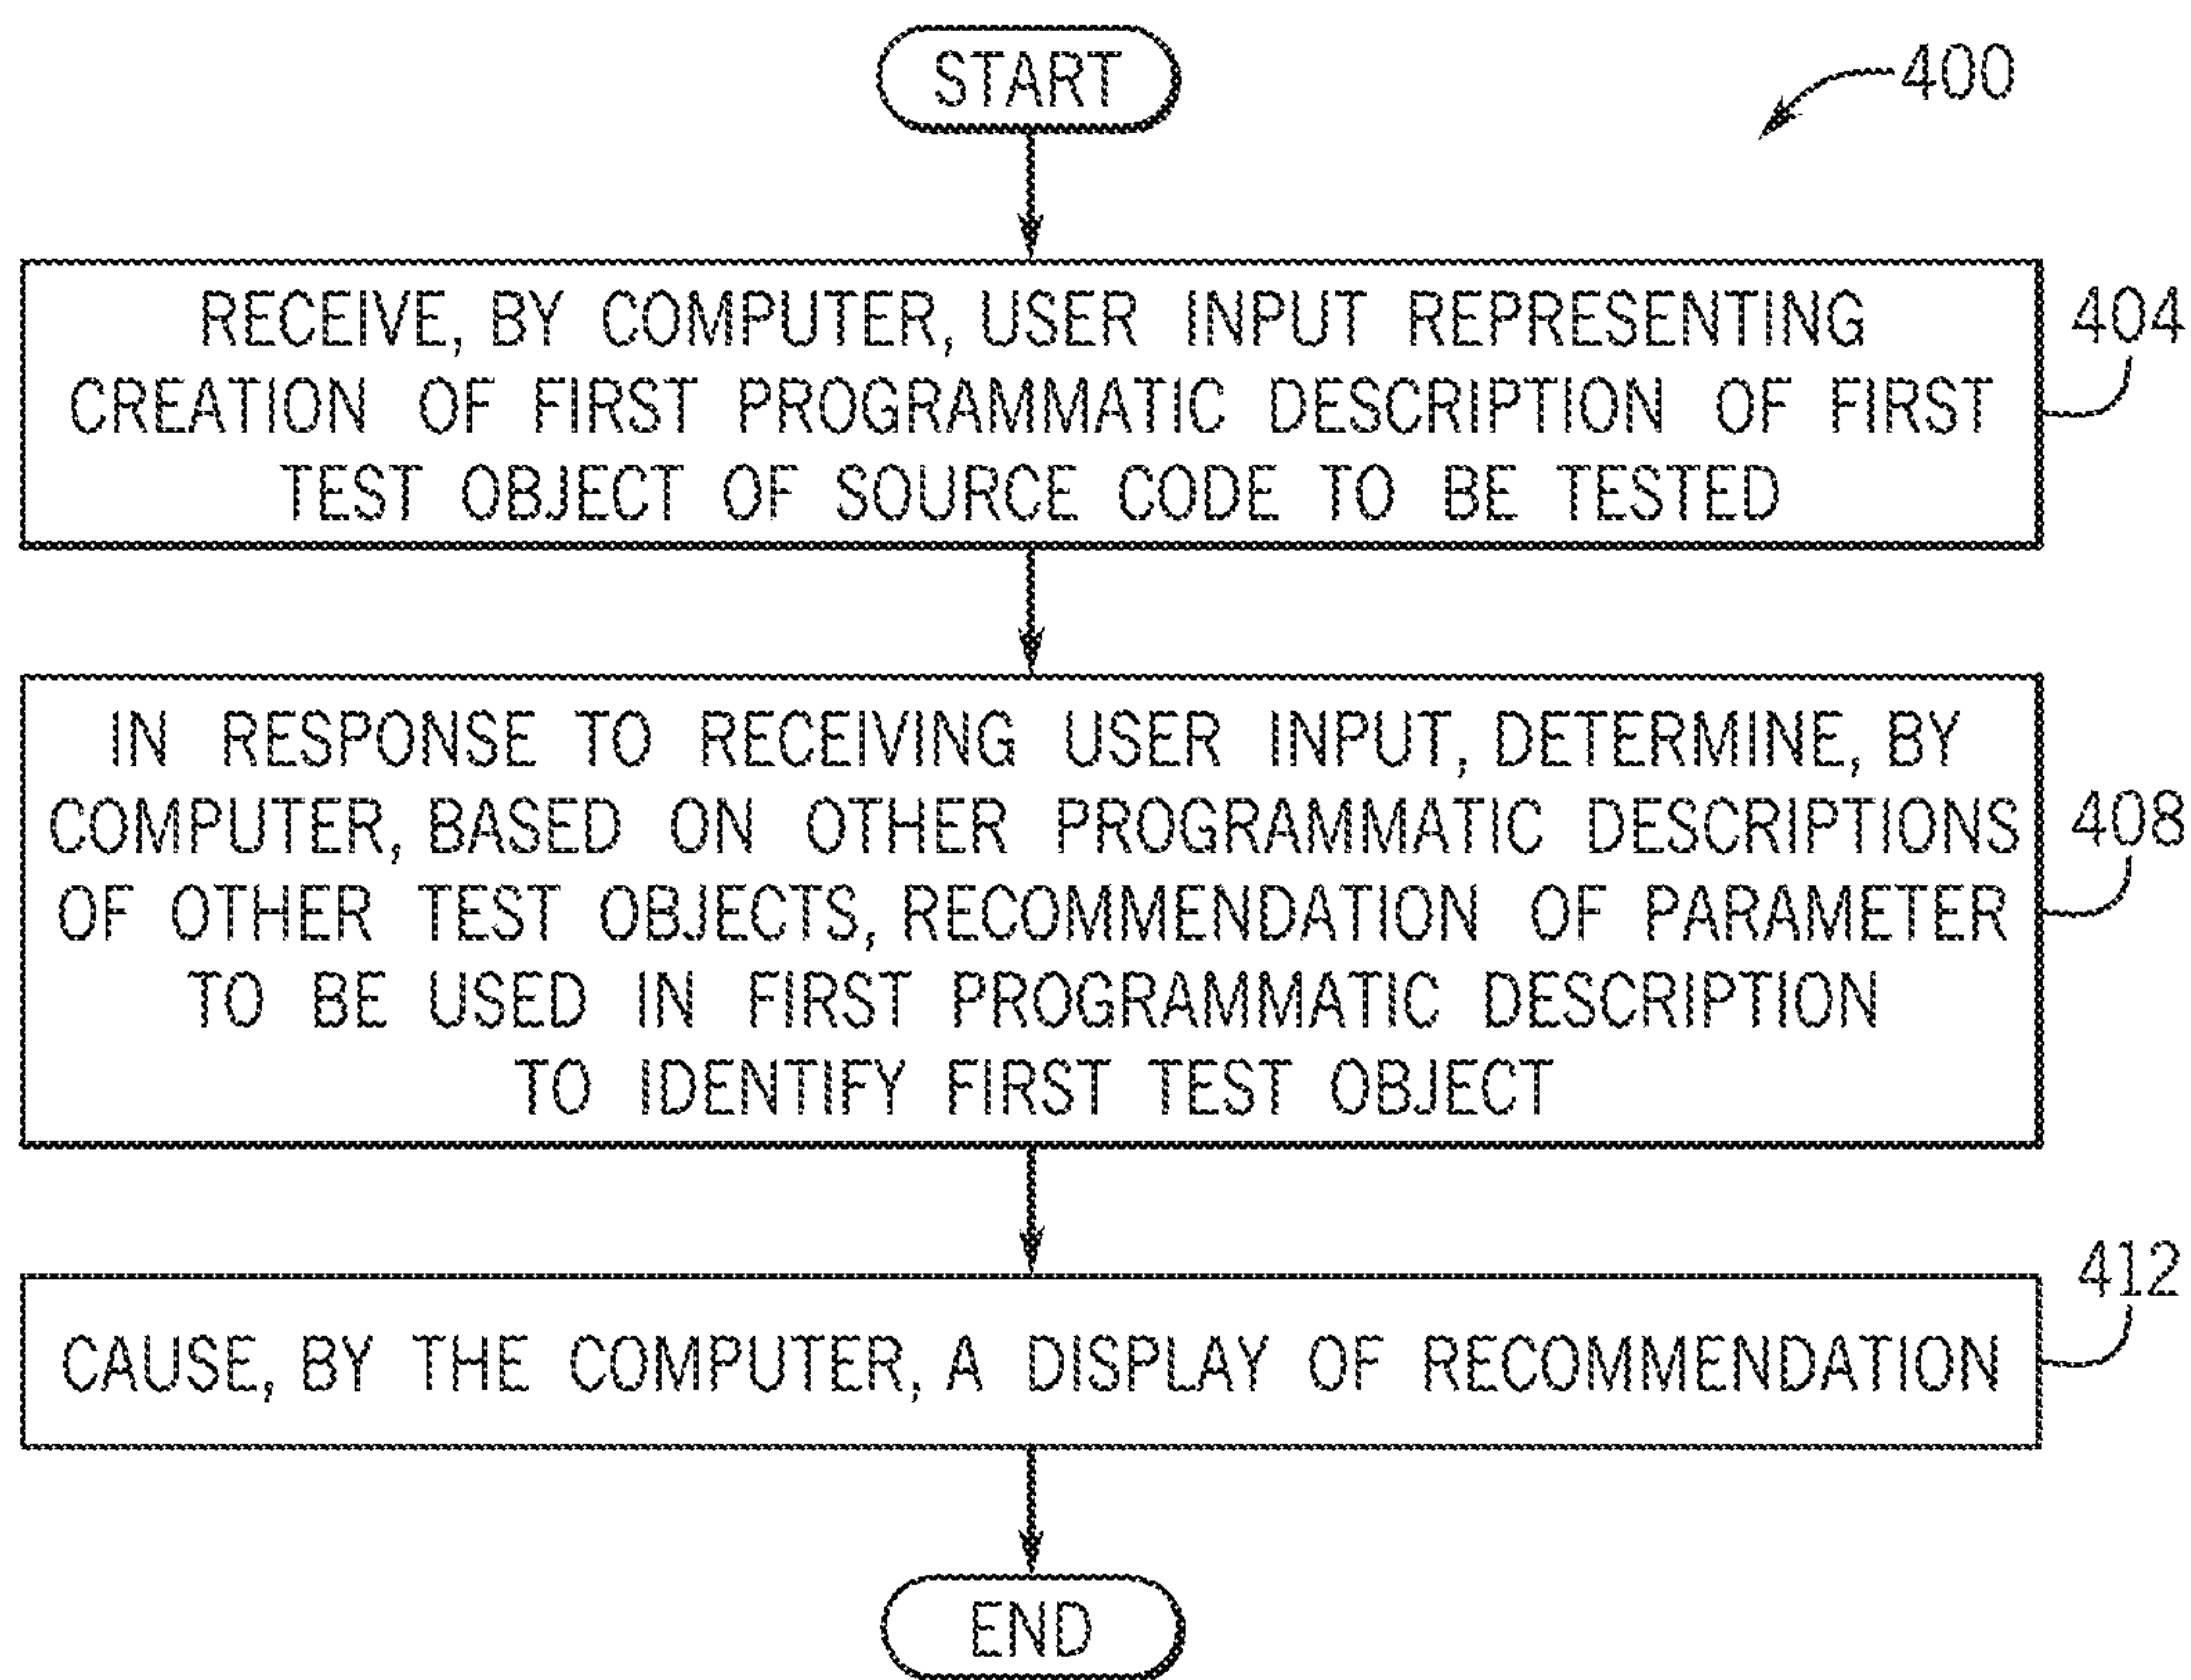 START
400
RECEIVE, BY COMPUTER, USER INPUT REPRESENTING
CREATION OF FIRST PROGRAMMATIC DESCRIPTION OF FIRST
TEST OBJECT OF SOURCE CODE TO BE TESTED
404
IN RESPONSE TO RECEIVING USER INPUT, DETERMINE, BY
COMPUTER, BASED ON OTHER PROGRAMMATIC DESCRIPTIONS
OF OTHER TEST OBJECTS, RECOMMENDATION OF PARAMETER
TO BE USED IN FIRST PROGRAMMATIC DESCRIPTION
TO IDENTIFY FIRST TEST OBJECT
408
CAUSE, BY THE COMPUTER, A DISPLAY OF RECOMMENDATION
412
END